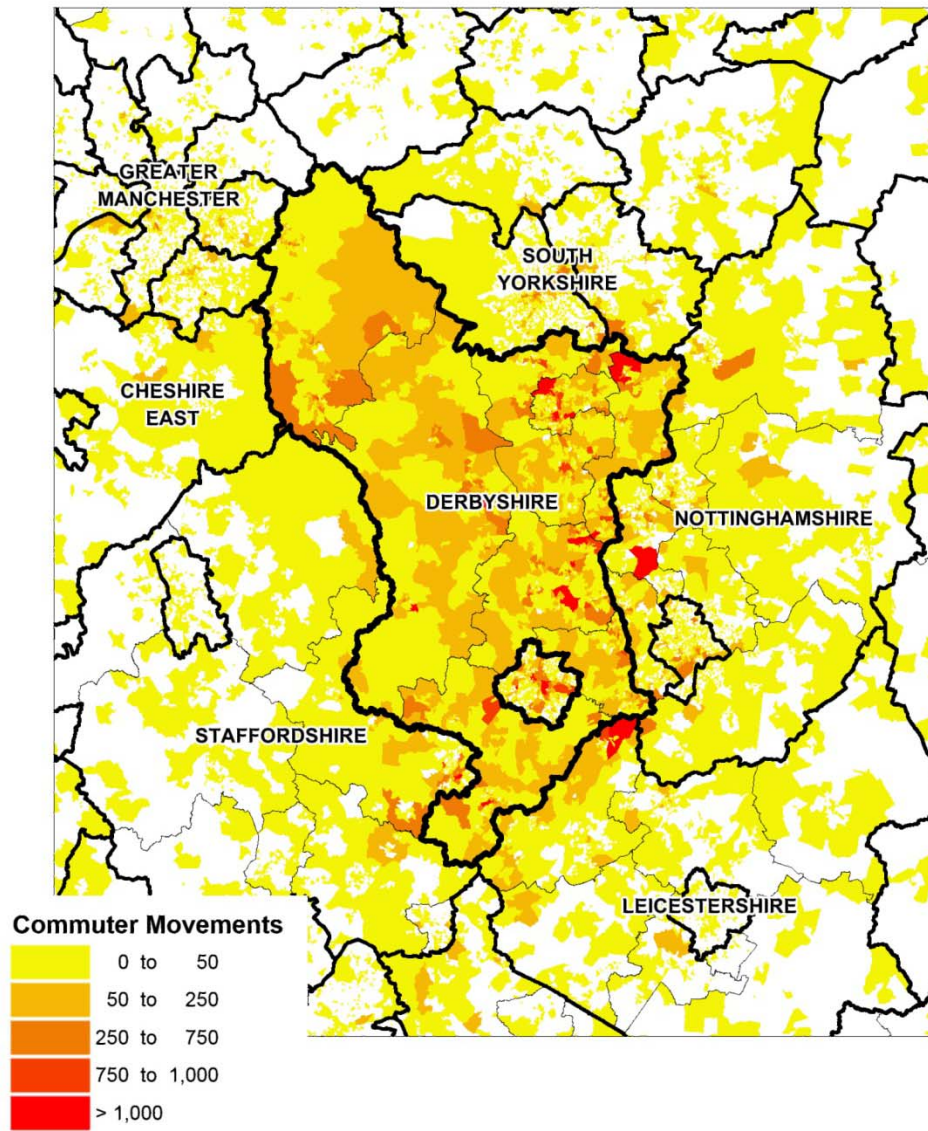 GREATER
MANCHESTER
SOUTH
YORKSHIRE
CHESHIRE
EAST
DERBYSHIRE
NOTTINGHAMSHIRE
STAFFORDSHIRE
LEICESTERSHIRE
Commuter Movements
0 to 50
50 to 250
250 to 750
750 to 1,000
> 1,000